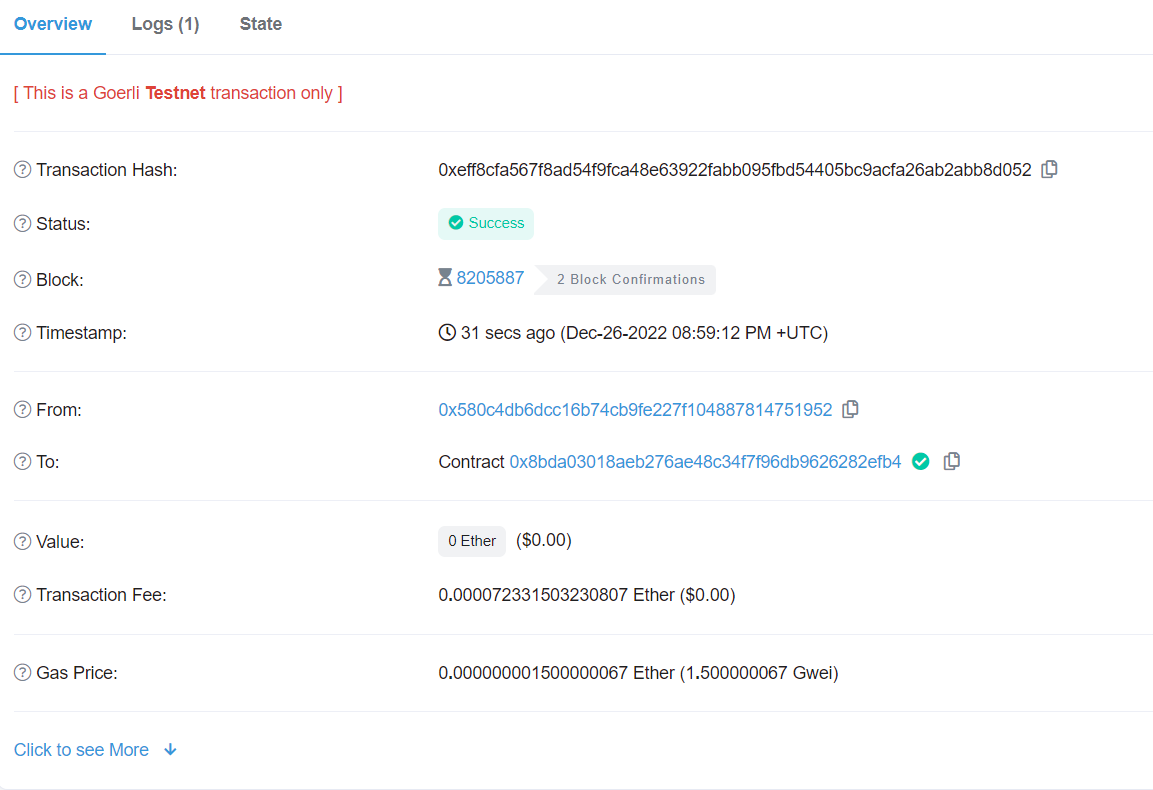 Overview Logs (1) State
[ This is a Goerli Testnet transaction only ]
Transaction Hash: 0xeff8cfa567f8ad54f9fca48e63922fabb095fbd54405bc9acfa26ab2abb8d052
Status: Success
Block: 8205887 2 Block Confirmations
Timestamp: 31 secs ago (Dec-26-2022 08:59:12 PM +UTC)
From: 0x580c4db6dcc16b74cb9fe227f104887814751952
To: Contract 0x8bda03018aeb276ae48c34f7f96db9626282efb4
Value: 0 Ether ($0.00)
Transaction Fee: 0.000072331503230807 Ether ($0.00)
Gas Price: 0.000000001500000067 Ether (1.500000067 Gwei)
Click to see More